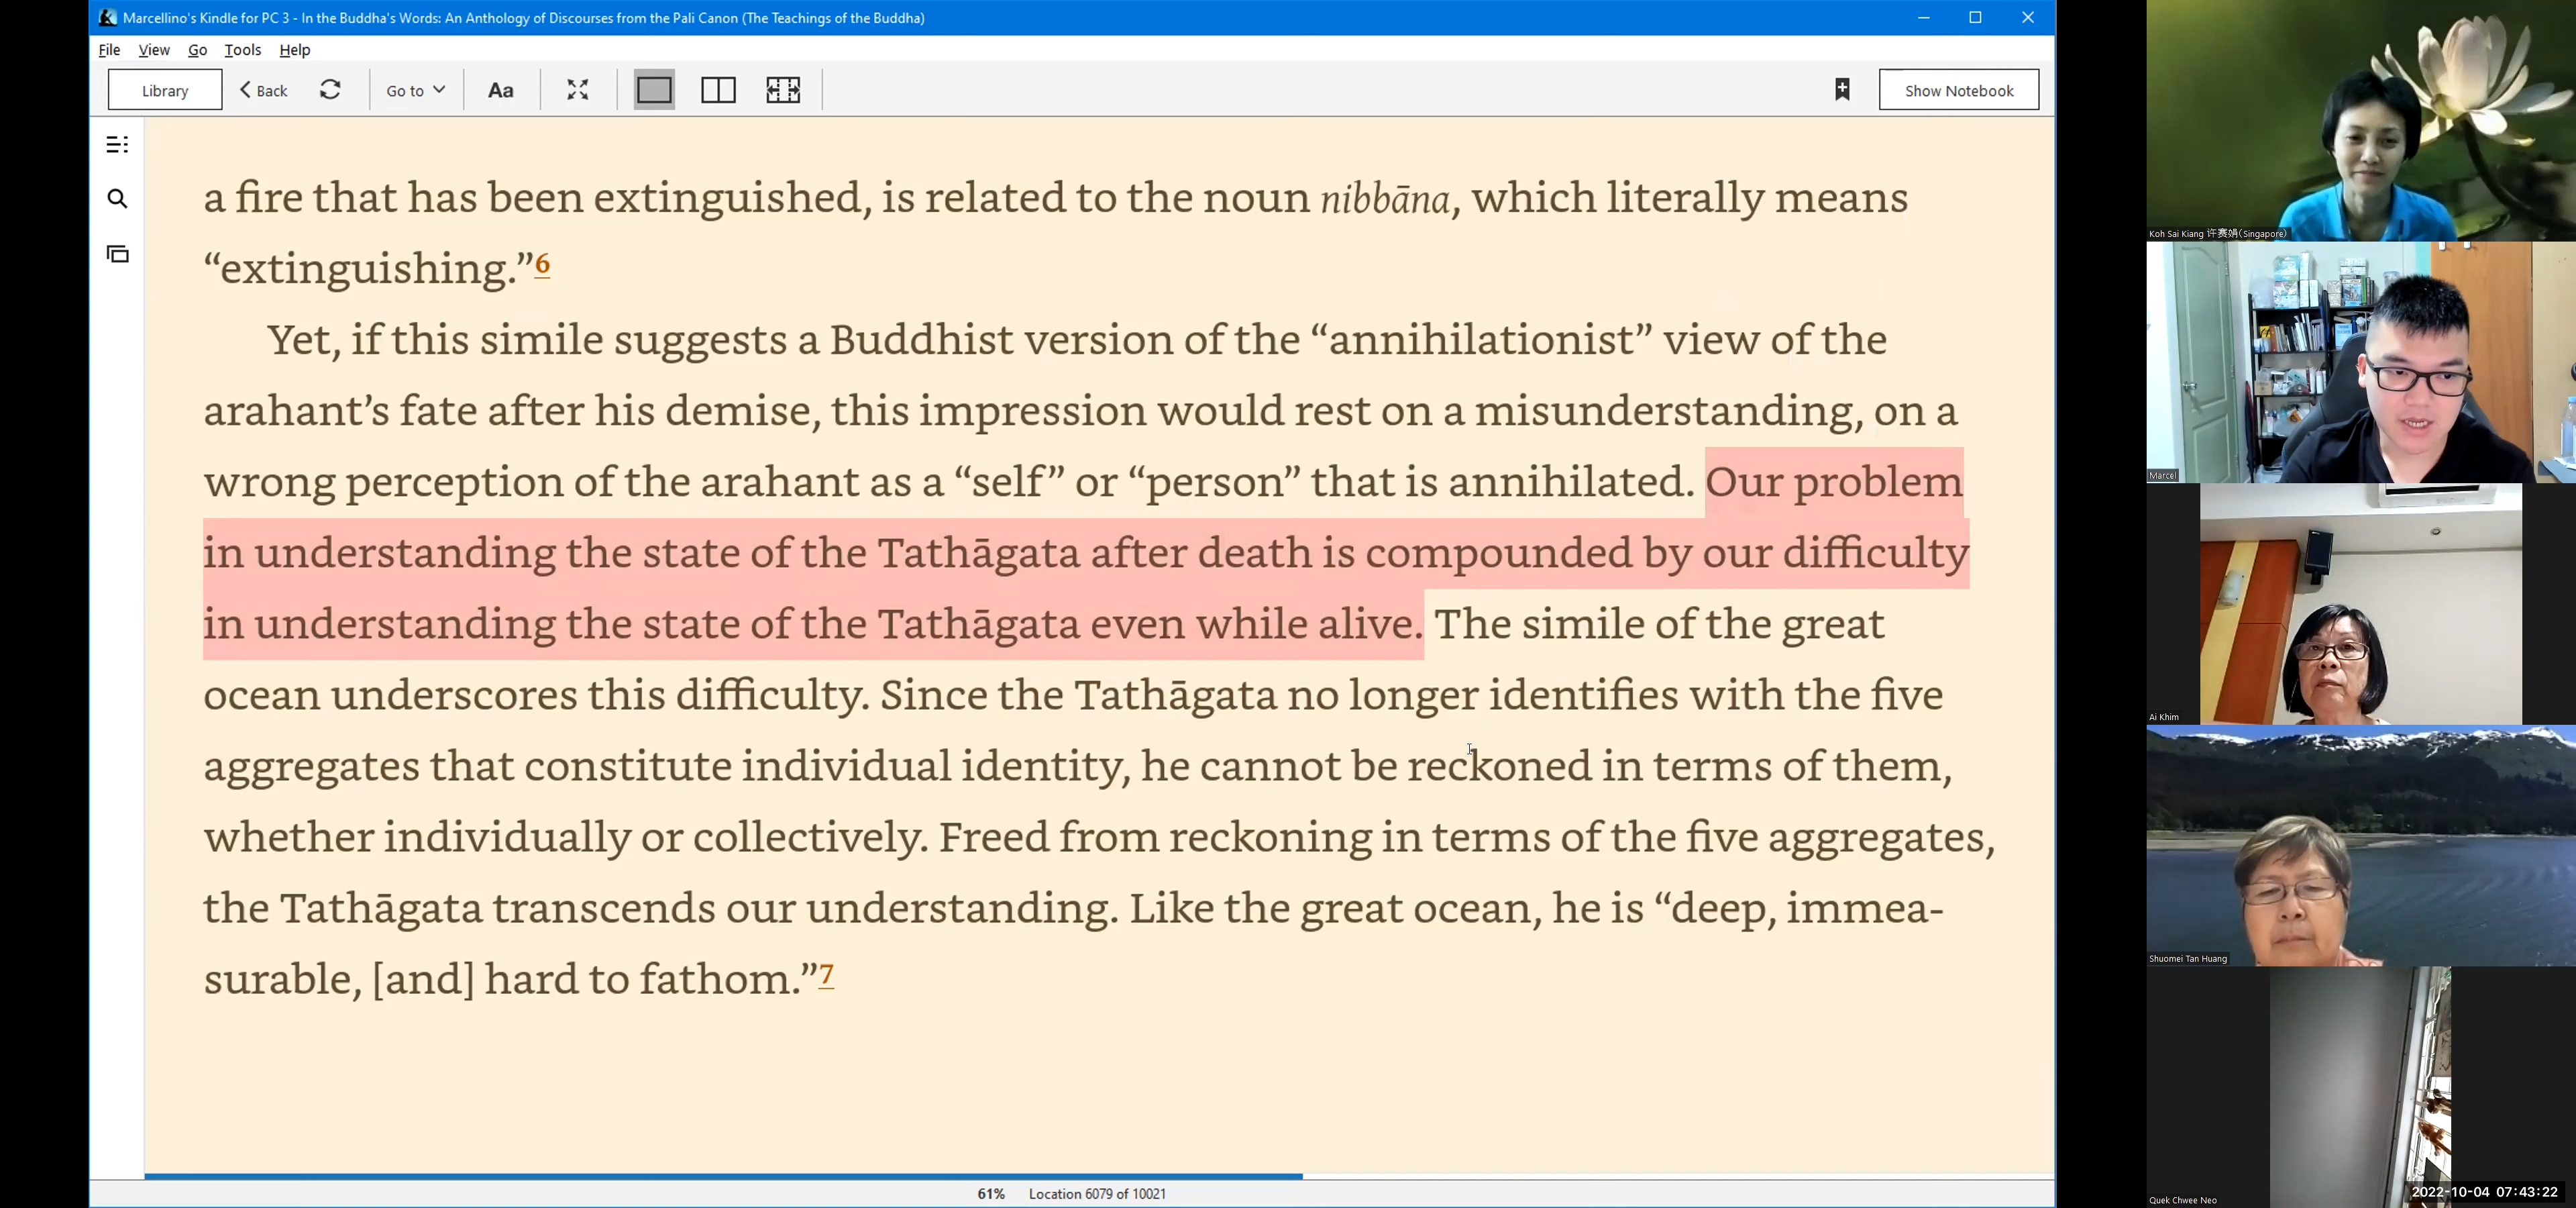 Marcellino's Kindle for PC 3 - In the Buddha's Words: An Anthology of Discourses from the Pali Canon (The Teachings of the Buddha)
File View Go Tools Help
Library Back Go to Aa Show Notebook
a fire that has been extinguished, is related to the noun nibbāna, which literally means
“extinguishing.”6
Yet, if this simile suggests a Buddhist version of the “annihilationist” view of the
arahant’s fate after his demise, this impression would rest on a misunderstanding, on a
wrong perception of the arahant as a “self” or “person” that is annihilated. Our problem
in understanding the state of the Tathāgata after death is compounded by our difficulty
in understanding the state of the Tathāgata even while alive. The simile of the great
ocean underscores this difficulty. Since the Tathāgata no longer identifies with the five
aggregates that constitute individual identity, he cannot be reckoned in terms of them,
whether individually or collectively. Freed from reckoning in terms of the five aggregates,
the Tathāgata transcends our understanding. Like the great ocean, he is “deep, immea-
surable, [and] hard to fathom.”7
61% Location 6079 of 10021
Koh Sai Kiang 许赛娟(Singapore)
Marcel
Ai Khim
Shuomei Tan Huang
Quek Chwee Neo
2022-10-04 07:43:22